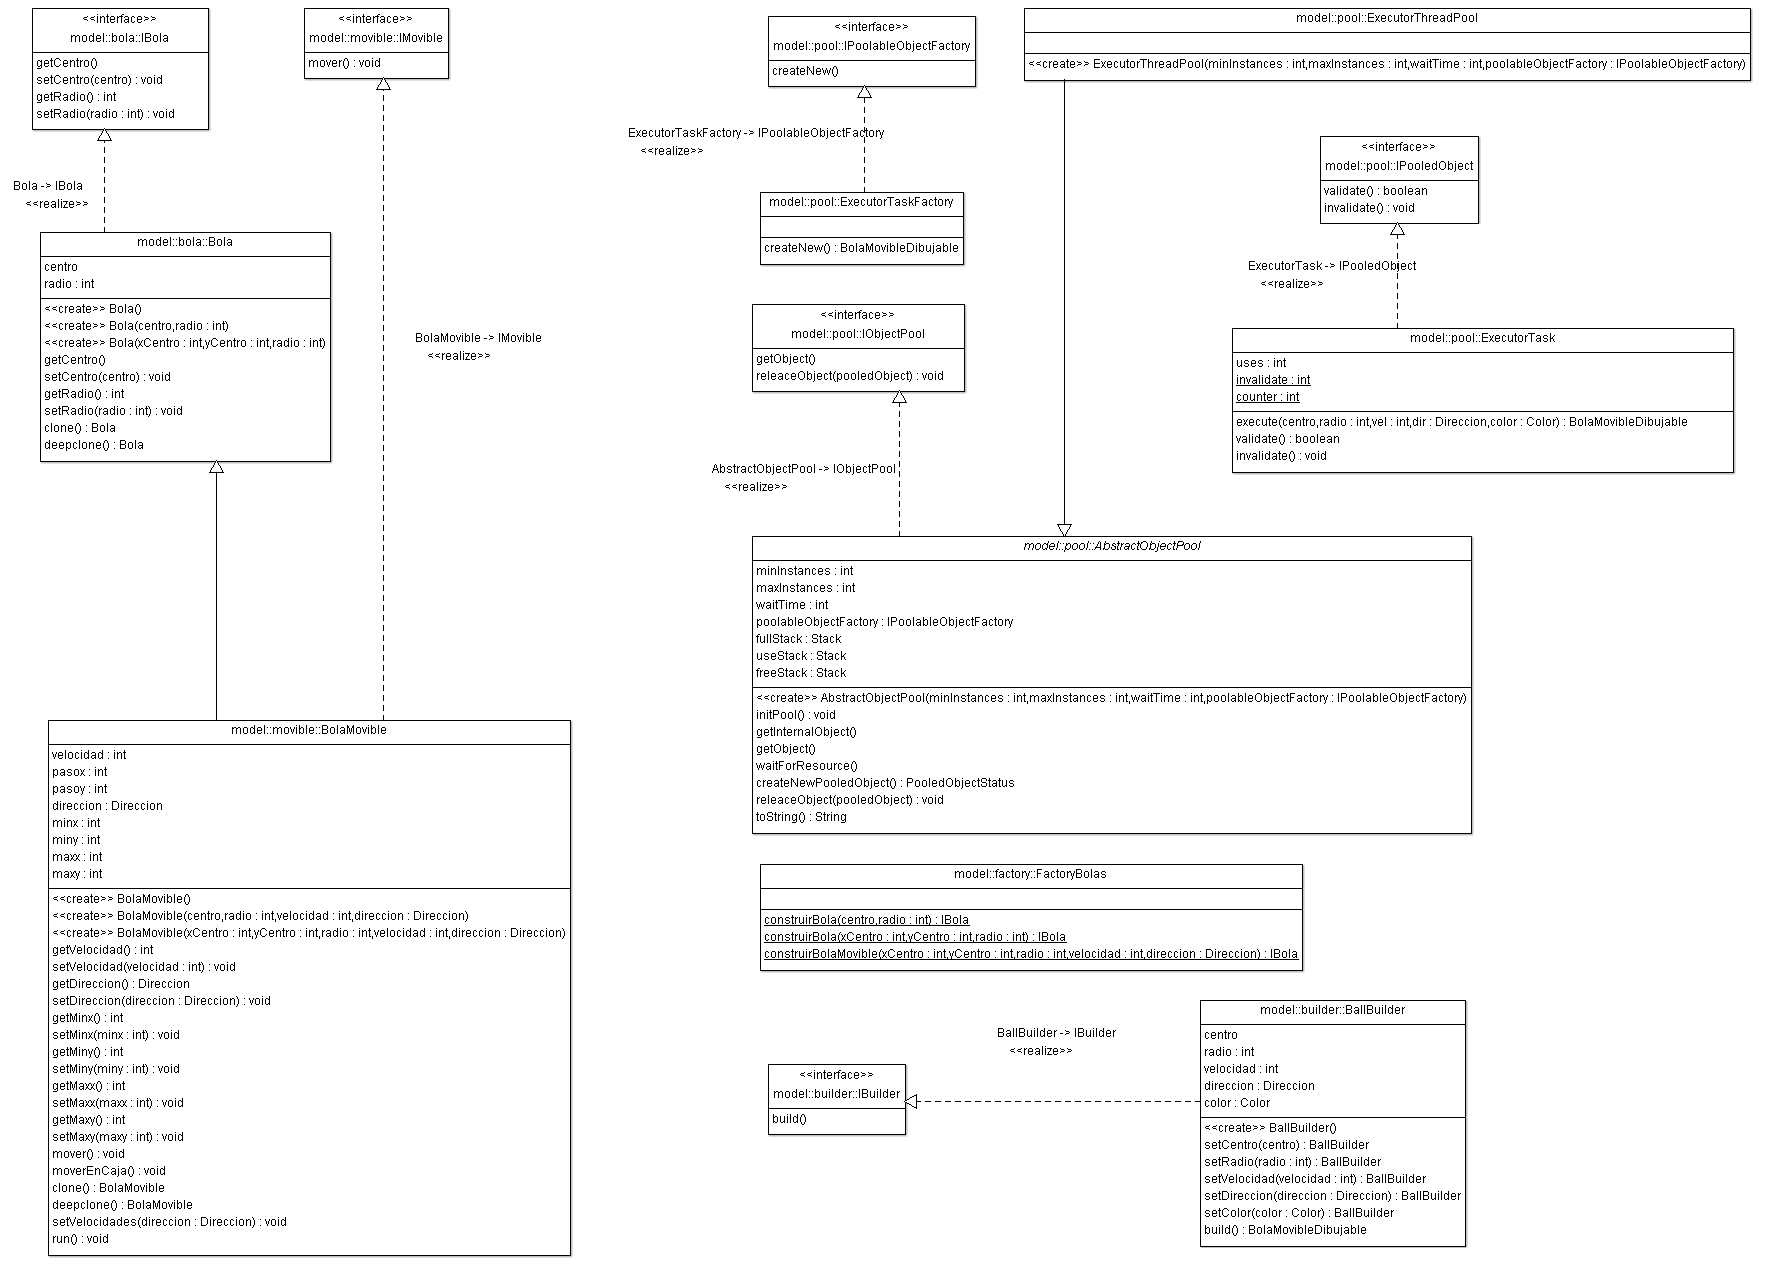 <<interface>>
model::bola::IBola
getCentro()
setCentro(centro) : void
getRadio() : int
setRadio(radio : int) : void
Bola -> IBola
<<realize>>
model::bola::Bola
centro
radio : int
<<create>> Bola()
<<create>> Bola(centro,radio : int)
<<create>> Bola(xCentro : int,yCentro : int,radio : int)
getCentro()
setCentro(centro) : void
getRadio() : int
setRadio(radio : int) : void
clone() : Bola
deepclone() : Bola
<<interface>>
model::movible::IMovible
mover() : void
BolaMovible -> IMovible
<<realize>>
model::movible::BolaMovible
velocidad : int
pasox : int
pasoy : int
direccion : Direccion
minx : int
miny : int
maxx : int
maxy : int
<<create>> BolaMovible()
<<create>> BolaMovible(centro,radio : int,velocidad : int,direccion : Direccion)
<<create>> BolaMovible(xCentro : int,yCentro : int,radio : int,velocidad : int,direccion : Direccion)
getVelocidad() : int
setVelocidad(velocidad : int) : void
getDireccion() : Direccion
setDireccion(direccion : Direccion) : void
getMinx() : int
setMinx(minx : int) : void
getMiny() : int
setMiny(miny : int) : void
getMaxx() : int
setMaxx(maxx : int) : void
getMaxy() : int
setMaxy(maxy : int) : void
mover() : void
moverEnCaja() : void
clone() : BolaMovible
deepclone() : BolaMovible
setVelocidades(direccion : Direccion) : void
run() : void
<<interface>>
model::pool::IPoolableObjectFactory
createNew()
ExecutorTaskFactory -> IPoolableObjectFactory
<<realize>>
model::pool::ExecutorTaskFactory
createNew() : BolaMovibleDibujable
<<interface>>
model::pool::IObjectPool
getObject()
releaceObject(pooledObject) : void
AbstractObjectPool -> IObjectPool
<<realize>>
model::pool::ExecutorThreadPool
<<create>> ExecutorThreadPool(minInstances : int,maxInstances : int,waitTime : int,poolableObjectFactory : IPoolableObjectFactory)
<<interface>>
model::pool::IPooledObject
validate() : boolean
invalidate() : void
ExecutorTask -> IPooledObject
<<realize>>
model::pool::ExecutorTask
uses : int
invalidate : int
counter : int
execute(centro,radio : int,vel : int,dir : Direccion,color : Color) : BolaMovibleDibujable
validate() : boolean
invalidate() : void
model::pool::AbstractObjectPool
minInstances : int
maxInstances : int
waitTime : int
poolableObjectFactory : IPoolableObjectFactory
fullStack : Stack
useStack : Stack
freeStack : Stack
<<create>> AbstractObjectPool(minInstances : int,maxInstances : int,waitTime : int,poolableObjectFactory : IPoolableObjectFactory)
initPool() : void
getInternalObject()
getObject()
waitForResource()
createNewPooledObject() : PooledObjectStatus
releaceObject(pooledObject) : void
toString() : String
model::factory::FactoryBolas
construirBola(centro,radio : int) : IBola
construirBola(xCentro : int,yCentro : int,radio : int) : IBola
construirBolaMovible(xCentro : int,yCentro : int,radio : int,velocidad : int,direccion : Direccion) : IBola
BallBuilder -> IBuilder
<<realize>>
<<interface>>
model::builder::IBuilder
build()
model::builder::BallBuilder
centro
radio : int
velocidad : int
direccion : Direccion
color : Color
<<create>> BallBuilder()
setCentro(centro) : BallBuilder
setRadio(radio : int) : BallBuilder
setVelocidad(velocidad : int) : BallBuilder
setDireccion(direccion : Direccion) : BallBuilder
setColor(color : Color) : BallBuilder
build() : BolaMovibleDibujable